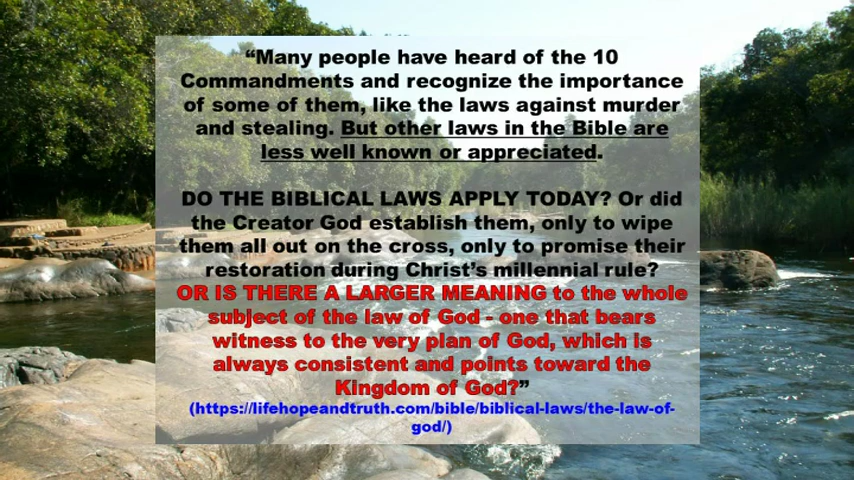 “Many people have heard of the 10
Commandments and recognize the importance
of some of them, like the laws against murder
and stealing. But other laws in the Bible are
less well known or appreciated.
DO THE BIBLICAL LAWS APPLY TODAY? Or did
the Creator God establish them, only to wipe
them all out on the cross, only to promise their
restoration during Christ’s millennial rule?
OR IS THERE A LARGER MEANING to the whole
subject of the law of God - one that bears
witness to the very plan of God, which is
always consistent and points toward the
Kingdom of God?”
(https://lifehopeandtruth.com/bible/biblical-laws/the-law-of-
god/)